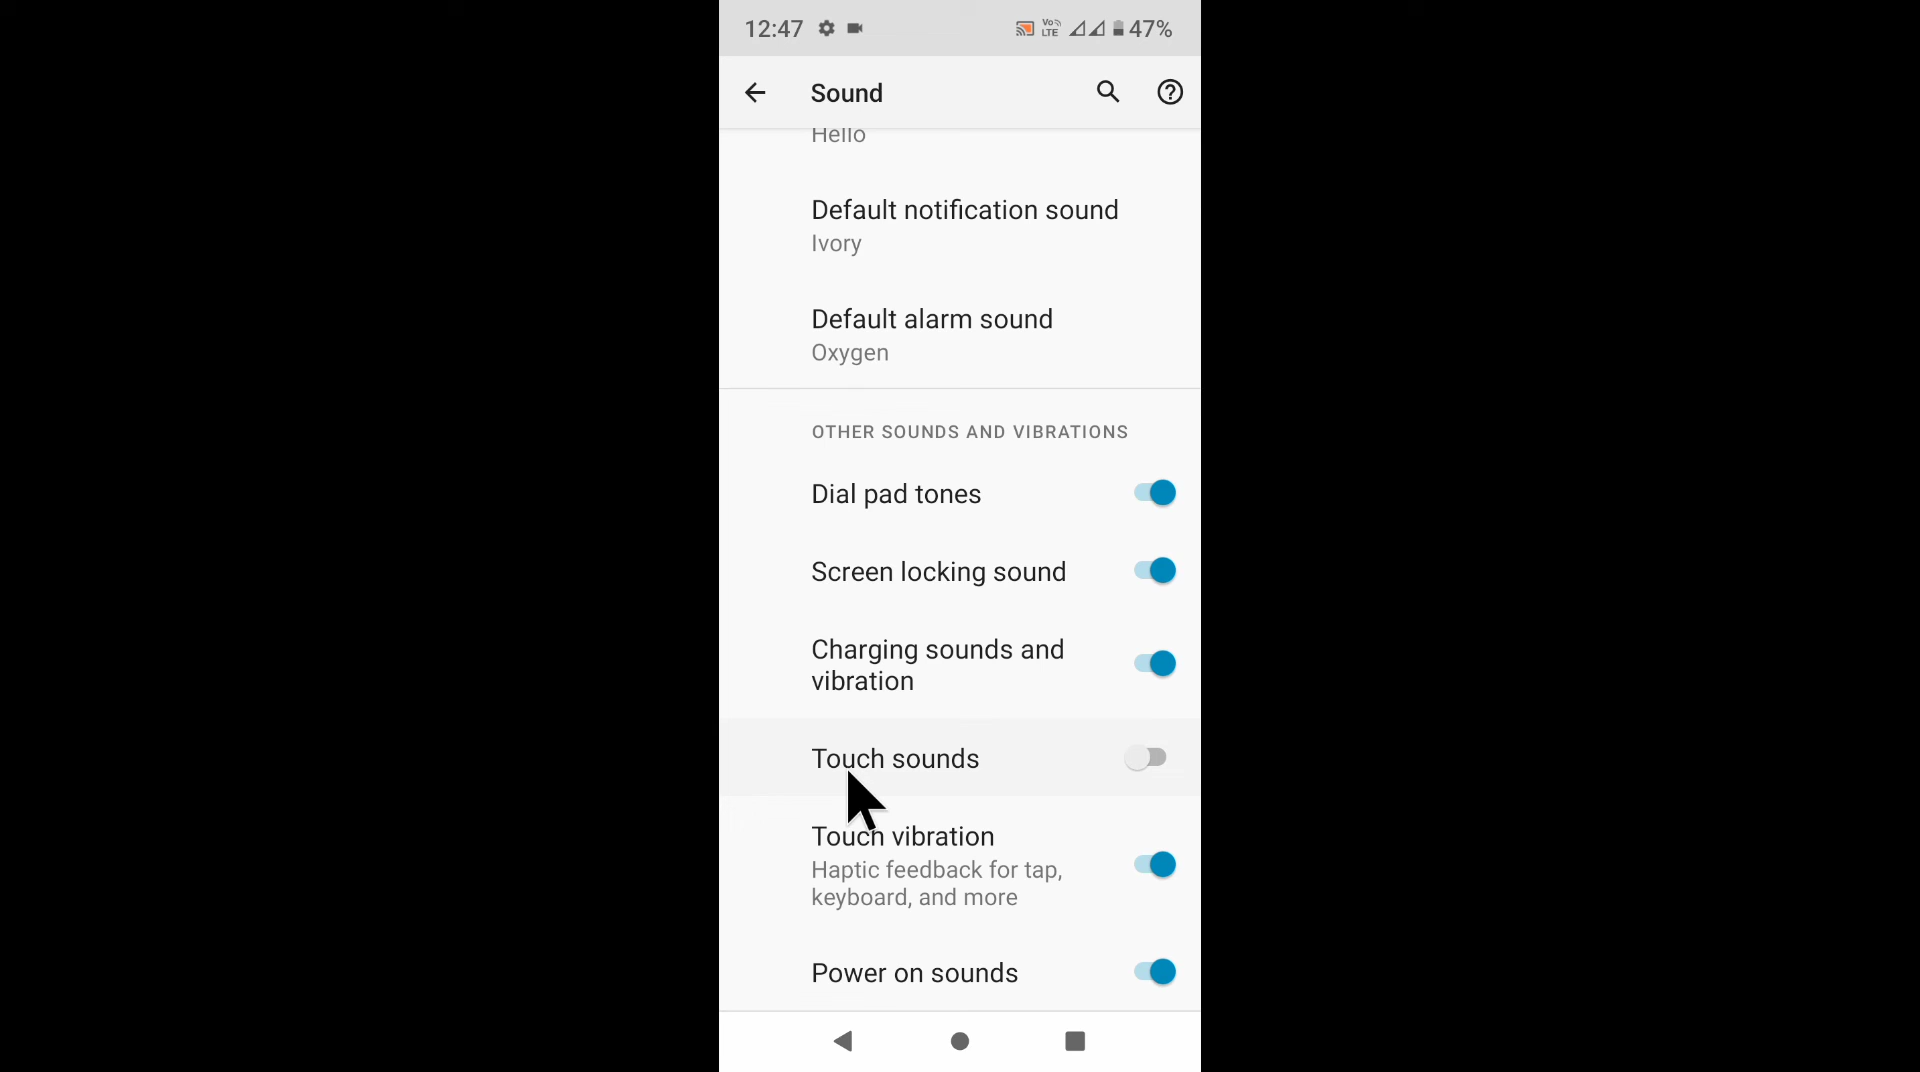 12:47 Vo LTE 47%
Sound
Hello
Default notification sound
Ivory
Default alarm sound
Oxygen
OTHER SOUNDS AND VIBRATIONS
Dial pad tones
Screen locking sound
Charging sounds and
vibration
Touch sounds
Touch vibration
Haptic feedback for tap,
keyboard, and more
Power on sounds